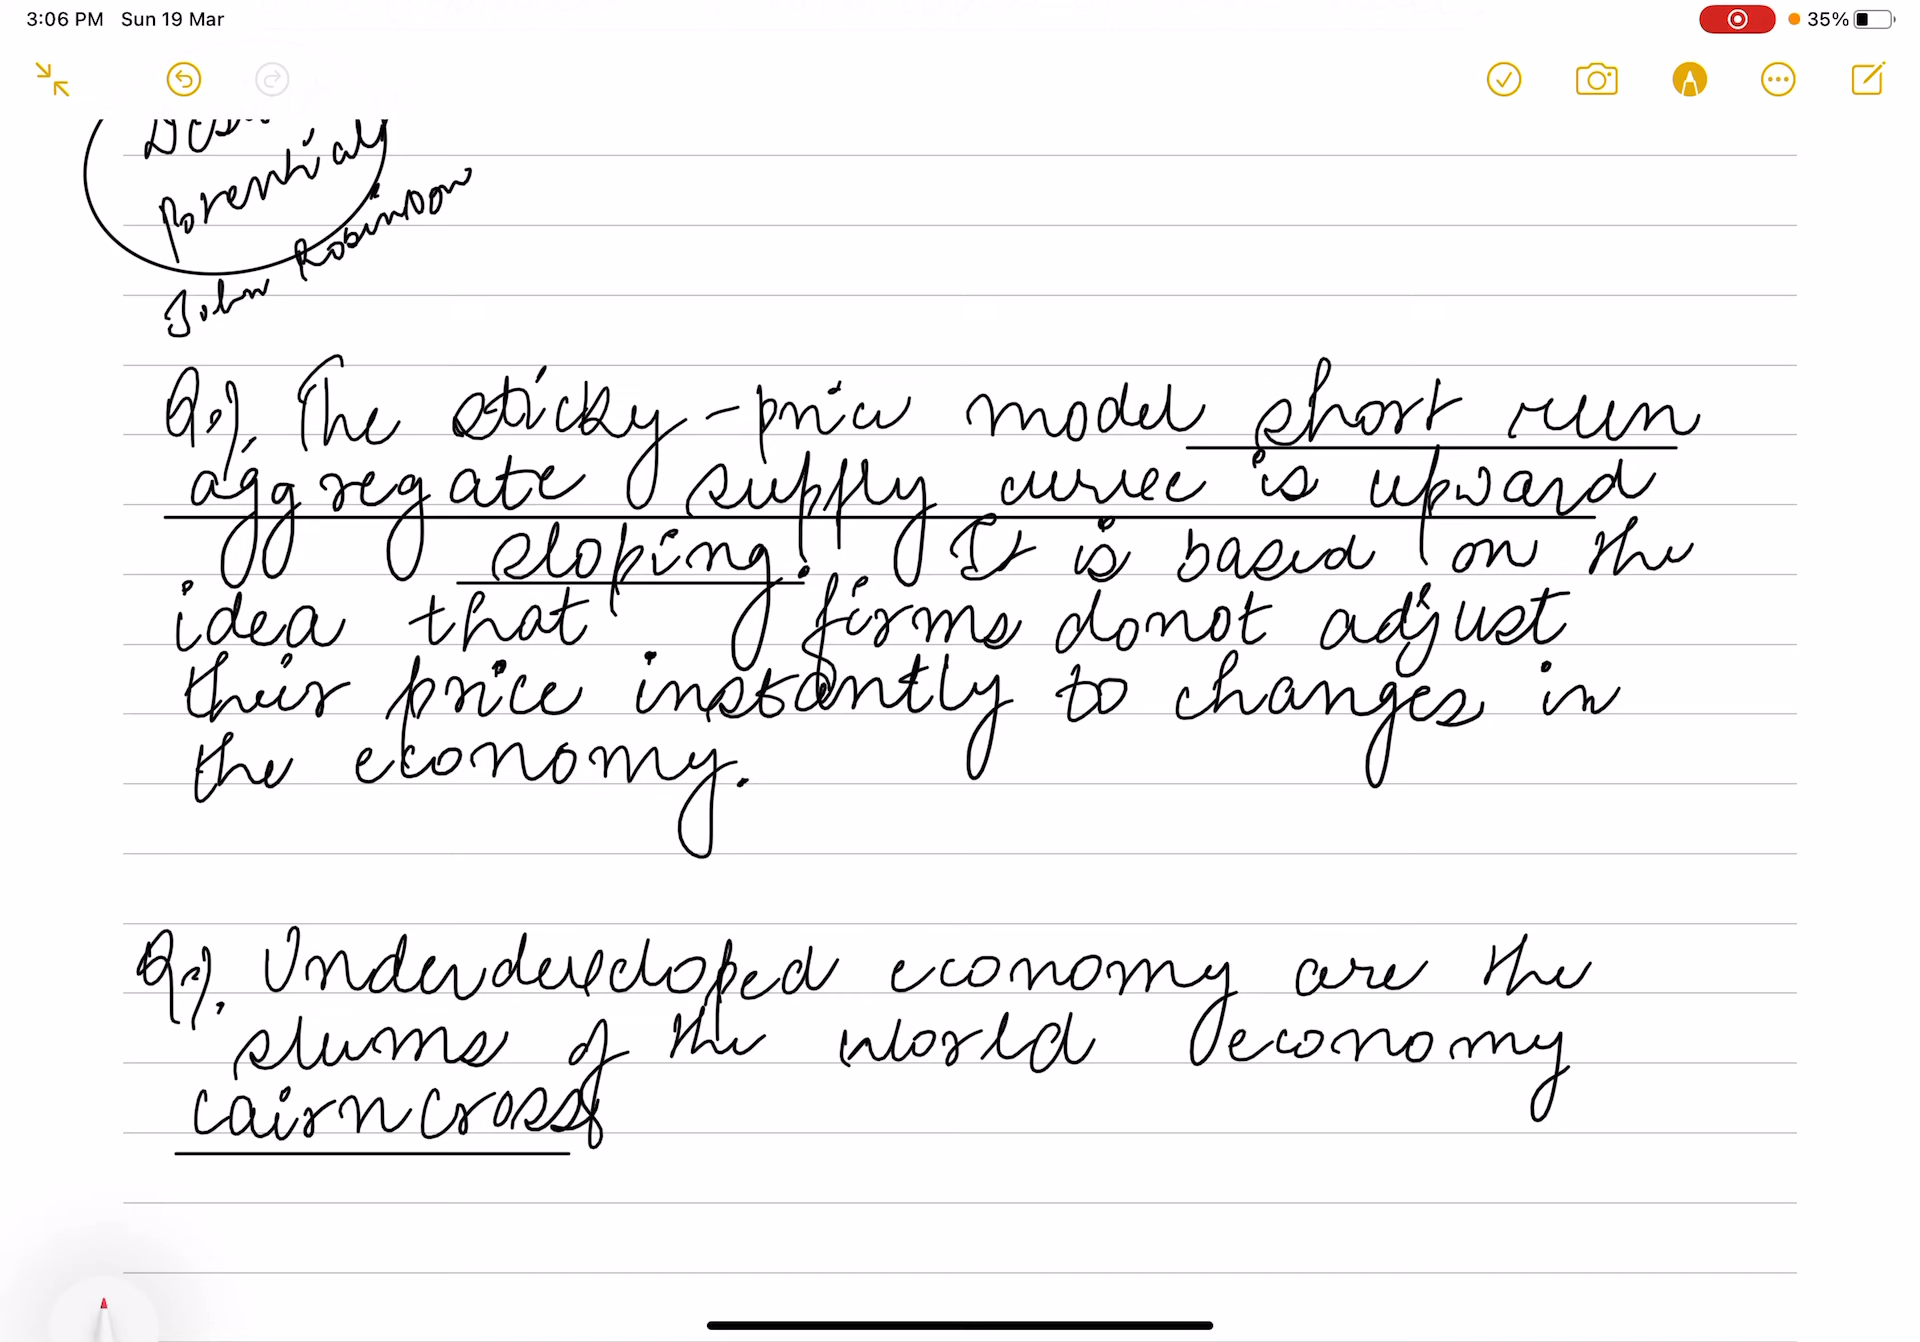 3:06 PM Sun 19 Mar
35%
Potential
John Robinson
Q.). The sticky-price model short run
aggregate supply curve is upward
sloping. It is based on the
idea that firms donot adjust
their price instantly to changes in
the economy.
Q.). Underdeveloped economy are the
slums of the world economy
cairncross